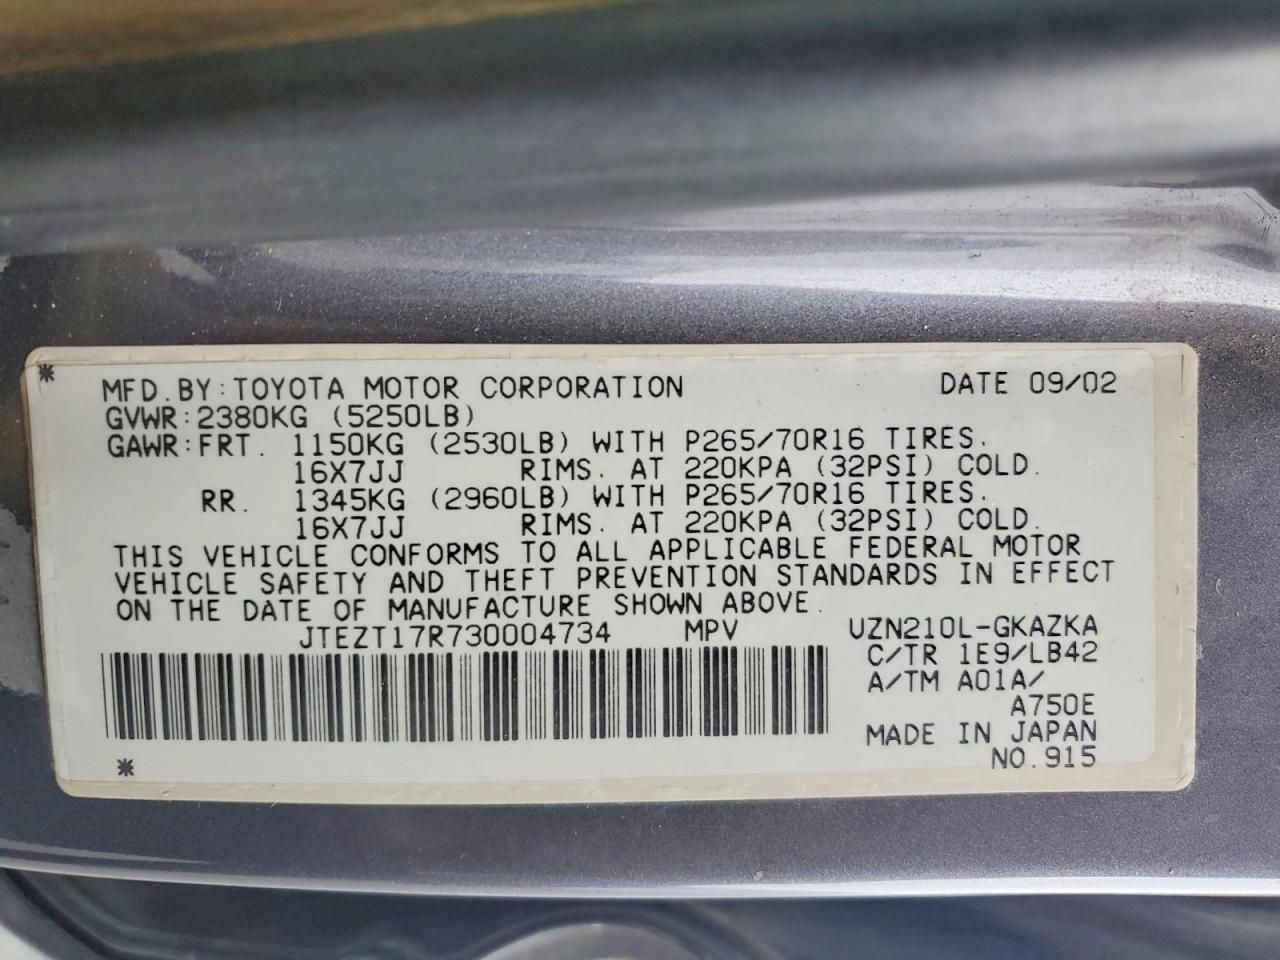 MFD.BY:TOYOTA MOTOR CORPORATION DATE 09/02
GVWR:2380KG (5250LB)
GAWR:FRT. 1150KG (2530LB) WITH P265/70R16 TIRES.
16X7JJ RIMS. AT 220KPA (32PSI) COLD.
RR. 1345KG (2960LB) WITH P265/70R16 TIRES.
16X7JJ RIMS. AT 220KPA (32PSI) COLD.
THIS VEHICLE CONFORMS TO ALL APPLICABLE FEDERAL MOTOR
VEHICLE SAFETY AND THEFT PREVENTION STANDARDS IN EFFECT
ON THE DATE OF MANUFACTURE SHOWN ABOVE.
JTEZT17R730004734 MPV UZN210L-GKAZKA
C/TR 1E9/LB42
A/TM A01A/
A750E
MADE IN JAPAN
NO.915